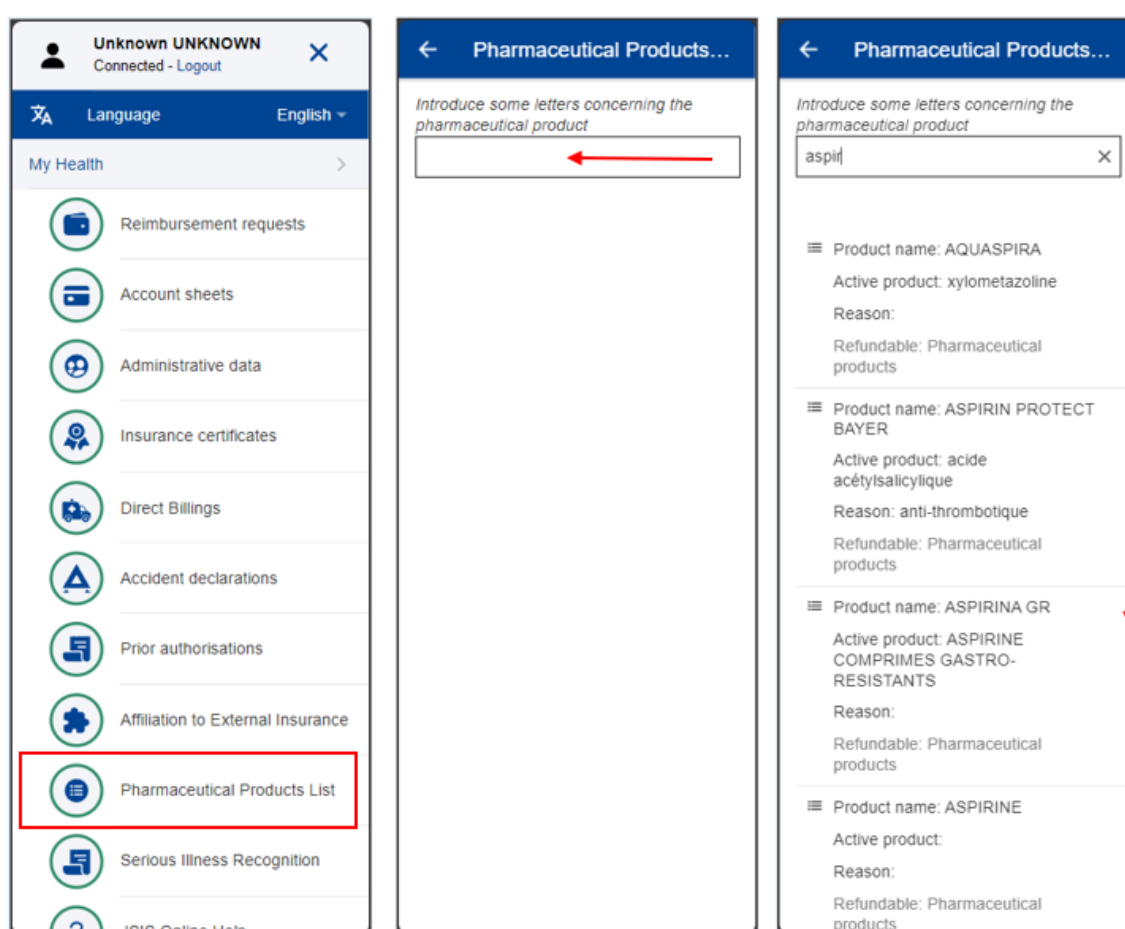 Unknown UNKNOWN
Connected - Logout
Language English
My Health
Reimbursement requests
Account sheets
Administrative data
Insurance certificates
Direct Billings
Accident declarations
Prior authorisations
Affiliation to External Insurance
Pharmaceutical Products List
Serious Illness Recognition
JSIS Online Help
Pharmaceutical Products...
Introduce some letters concerning the
pharmaceutical product
Pharmaceutical Products...
Introduce some letters concerning the
pharmaceutical product
aspir
Product name: AQUASPIRA
Active product: xylometazoline
Reason:
Refundable: Pharmaceutical
products
Product name: ASPIRIN PROTECT
BAYER
Active product: acide
acétylsalicylique
Reason: anti-thrombotique
Refundable: Pharmaceutical
products
Product name: ASPIRINA GR
Active product: ASPIRINE
COMPRIMES GASTRO-
RESISTANTS
Reason:
Refundable: Pharmaceutical
products
Product name: ASPIRINE
Active product:
Reason:
Refundable: Pharmaceutical
products